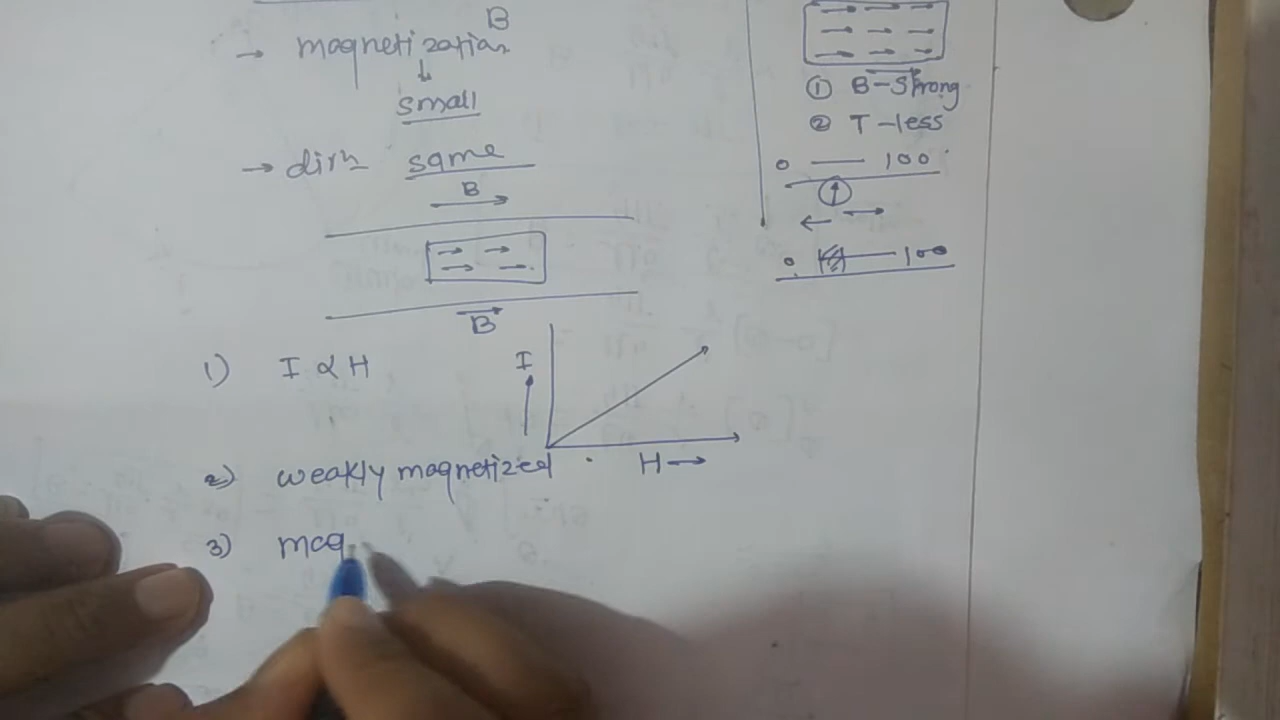 B
→ magnetization
↓
small
→ dirn same
B
B
1) I α H
I
H →
2) weakly magnetized .
3) mag
① B - Strong
② T - less
0 — 100
0 — 100